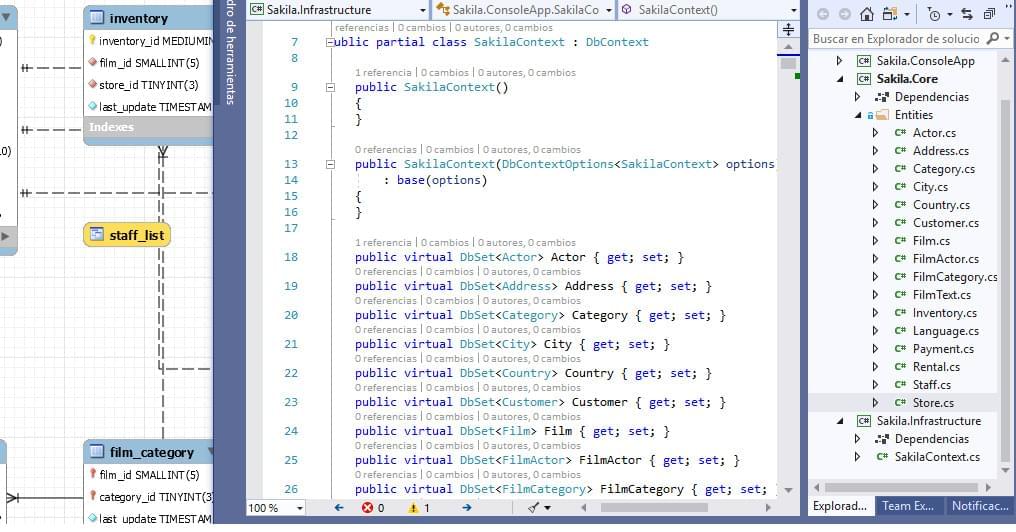 inventory
inventory_id MEDIUMIN
film_id SMALLINT(5)
store_id TINYINT(3)
last_update TIMESTAM
Indexes
staff_list
film_category
film_id SMALLINT(5)
category_id TINYINT(3
last_update TIMESTAM
dro de herramientas
Sakila.Infrastructure
Sakila.ConsoleApp.SakilaCo
SakilaContext()
referencias | 0 cambios | 0 autores, 0 cambios
7 ublic partial class SakilaContext : DbContext
8
1 referencia | 0 cambios | 0 autores, 0 cambios
9 public SakilaContext()
10 {
11 }
12
0 referencias | 0 cambios | 0 autores, 0 cambios
13 public SakilaContext(DbContextOptions<SakilaContext> options
14 : base(options)
15 {
16 }
17
1 referencia | 0 cambios | 0 autores, 0 cambios
18 public virtual DbSet<Actor> Actor { get; set; }
0 referencias | 0 cambios | 0 autores, 0 cambios
19 public virtual DbSet<Address> Address { get; set; }
0 referencias | 0 cambios | 0 autores, 0 cambios
20 public virtual DbSet<Category> Category { get; set; }
0 referencias | 0 cambios | 0 autores, 0 cambios
21 public virtual DbSet<City> City { get; set; }
0 referencias | 0 cambios | 0 autores, 0 cambios
22 public virtual DbSet<Country> Country { get; set; }
0 referencias | 0 cambios | 0 autores, 0 cambios
23 public virtual DbSet<Customer> Customer { get; set; }
0 referencias | 0 cambios | 0 autores, 0 cambios
24 public virtual DbSet<Film> Film { get; set; }
0 referencias | 0 cambios | 0 autores, 0 cambios
25 public virtual DbSet<FilmActor> FilmActor { get; set; }
0 referencias | 0 cambios | 0 autores, 0 cambios
26 public virtual DbSet<FilmCategory> FilmCategory { get; set;
100 %
0
1
Buscar en Explorador de solucio
C# Sakila.ConsoleApp
C# Sakila.Core
Dependencias
Entities
C# Actor.cs
C# Address.cs
C# Category.cs
C# City.cs
C# Country.cs
C# Customer.cs
C# Film.cs
C# FilmActor.cs
C# FilmCategory.cs
C# FilmText.cs
C# Inventory.cs
C# Language.cs
C# Payment.cs
C# Rental.cs
C# Staff.cs
C# Store.cs
C# Sakila.Infrastructure
Dependencias
C# SakilaContext.cs
Explorad...
Team Ex...
Notificac...